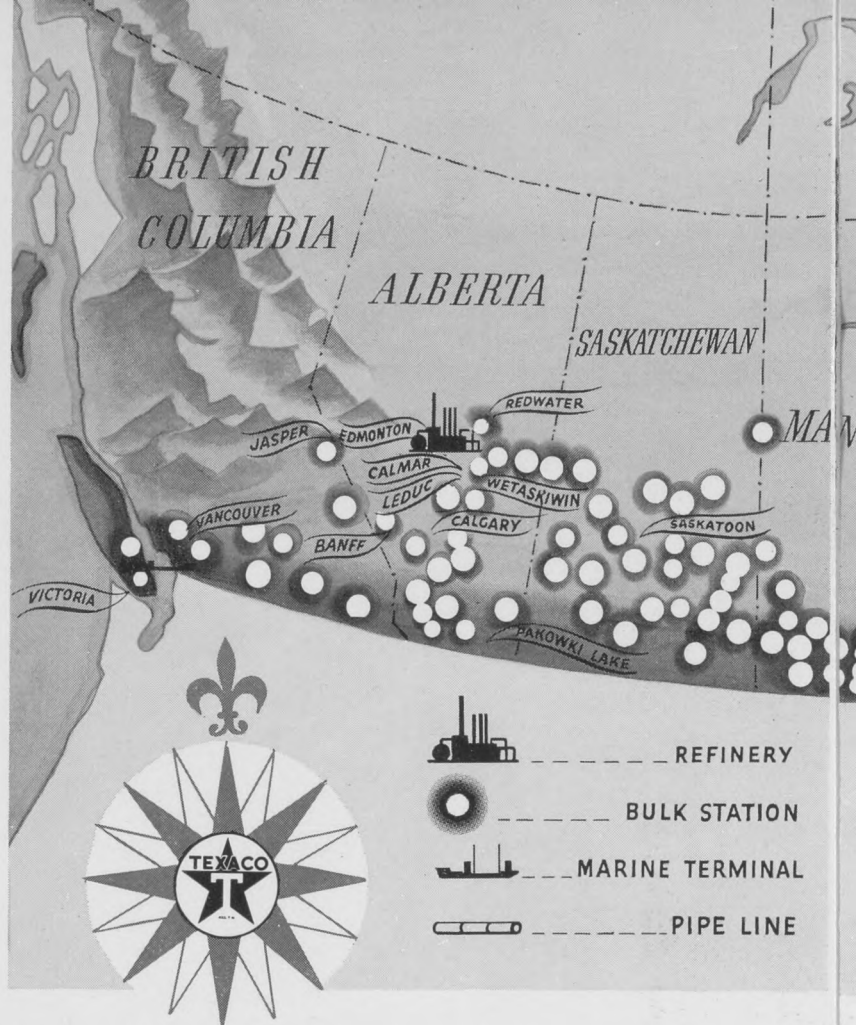 BRITISH
COLUMBIA
ALBERTA
SASKATCHEWAN
MAN
REDWATER
JASPER
EDMONTON
CALMAR
LEDUC
WETASKIWIN
VANCOUVER
BANFF
CALGARY
SASKATOON
VICTORIA
PAKOWKI LAKE
REFINERY
BULK STATION
MARINE TERMINAL
PIPE LINE
TEXACO
T